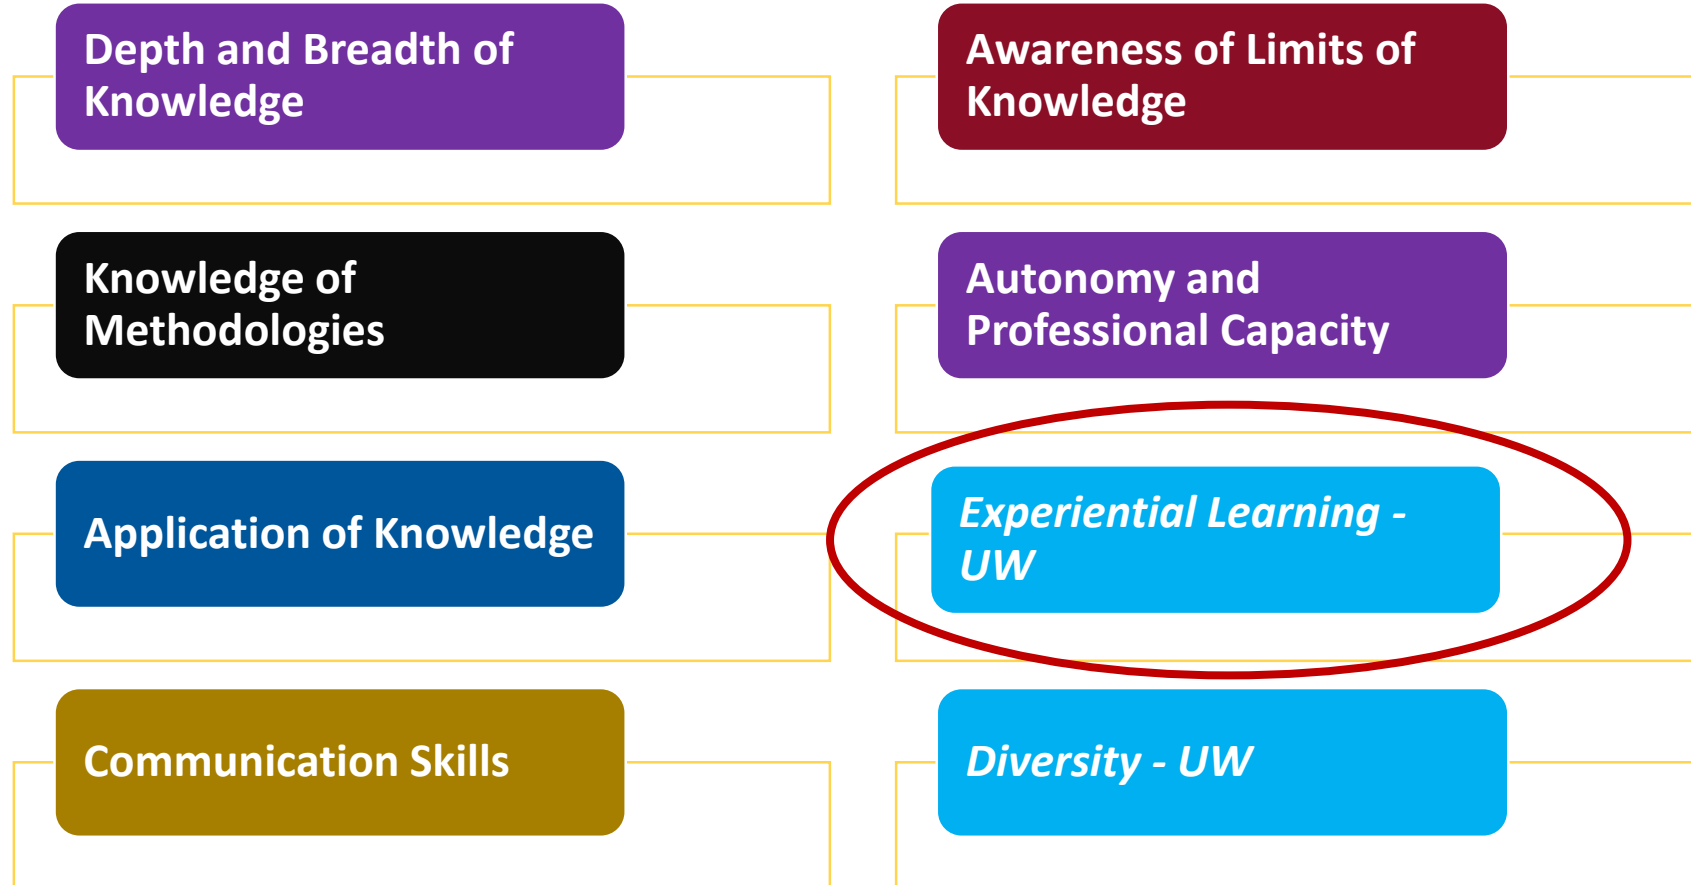 Depth and Breadth of
Knowledge
Knowledge of
Methodologies
Application of Knowledge
Communication Skills
Awareness of Limits of
Knowledge
Autonomy and
Professional Capacity
Experiential Learning -
UW
Diversity - UW